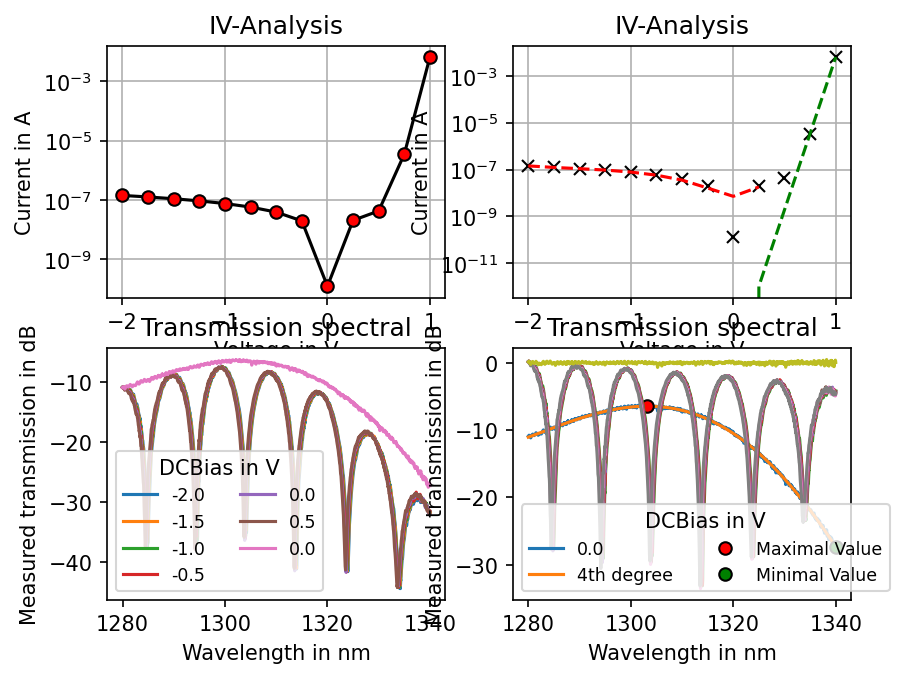 IV-Analysis
Current in A
10⁻³
10⁻⁵
10⁻⁷
10⁻⁹
−2
−1
0
1
Voltage in V
IV-Analysis
Current in A
10⁻³
10⁻⁵
10⁻⁷
10⁻⁹
10⁻¹¹
−2
−1
0
1
Voltage in V
Transmission spectral
Measured transmission in dB
−10
−20
−30
−40
DCBias in V
-2.0
-1.5
-1.0
-0.5
0.0
0.5
0.0
1280
1300
1320
1340
Wavelength in nm
Transmission spectral
Measured transmission in dB
0
−10
−20
−30
DCBias in V
0.0
4th degree
Maximal Value
Minimal Value
1280
1300
1320
1340
Wavelength in nm